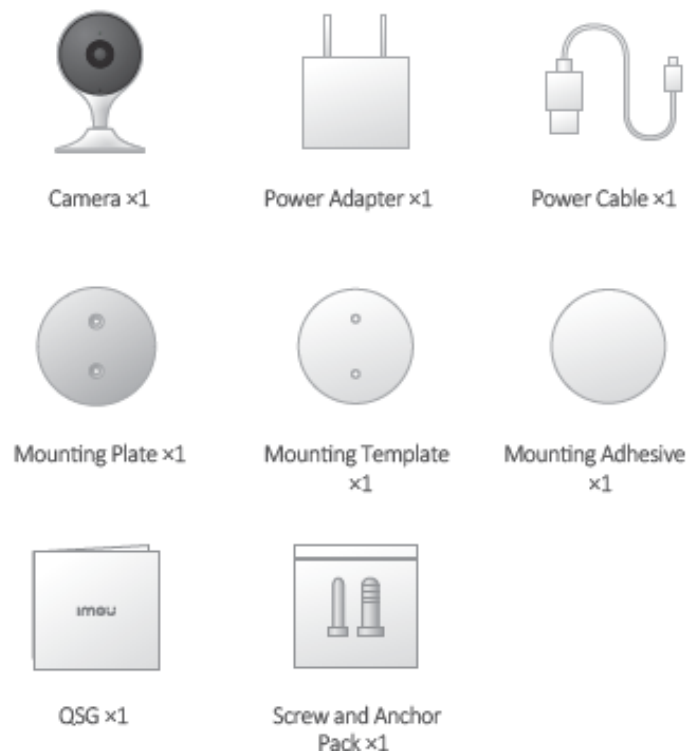 Camera ×1
Power Adapter ×1
Power Cable ×1
Mounting Plate ×1
Mounting Template
×1
Mounting Adhesive
×1
imou
QSG ×1
Screw and Anchor
Pack ×1